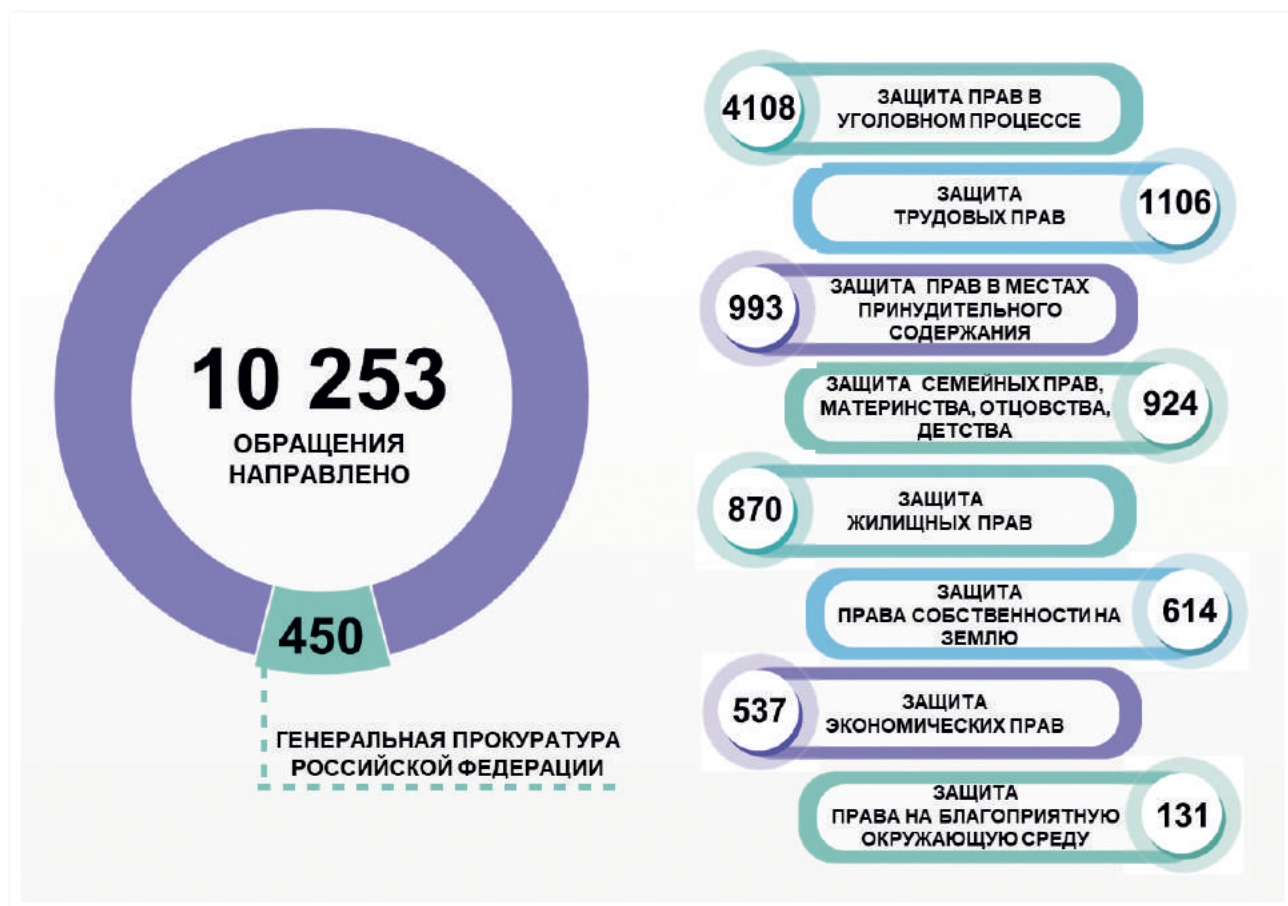 10 253
ОБРАЩЕНИЯ
НАПРАВЛЕНО
450
ГЕНЕРАЛЬНАЯ ПРОКУРАТУРА
РОССИЙСКОЙ ФЕДЕРАЦИИ
4108
ЗАЩИТА ПРАВ В
УГОЛОВНОМ ПРОЦЕССЕ
ЗАЩИТА
ТРУДОВЫХ ПРАВ
1106
993
ЗАЩИТА ПРАВ В МЕСТАХ
ПРИНУДИТЕЛЬНОГО
СОДЕРЖАНИЯ
ЗАЩИТА СЕМЕЙНЫХ ПРАВ,
МАТЕРИНСТВА, ОТЦОВСТВА,
ДЕТСТВА
924
870
ЗАЩИТА
ЖИЛИЩНЫХ ПРАВ
ЗАЩИТА
ПРАВА СОБСТВЕННОСТИ НА
ЗЕМЛЮ
614
537
ЗАЩИТА
ЭКОНОМИЧЕСКИХ ПРАВ
ЗАЩИТА
ПРАВА НА БЛАГОПРИЯТНУЮ
ОКРУЖАЮЩУЮ СРЕДУ
131